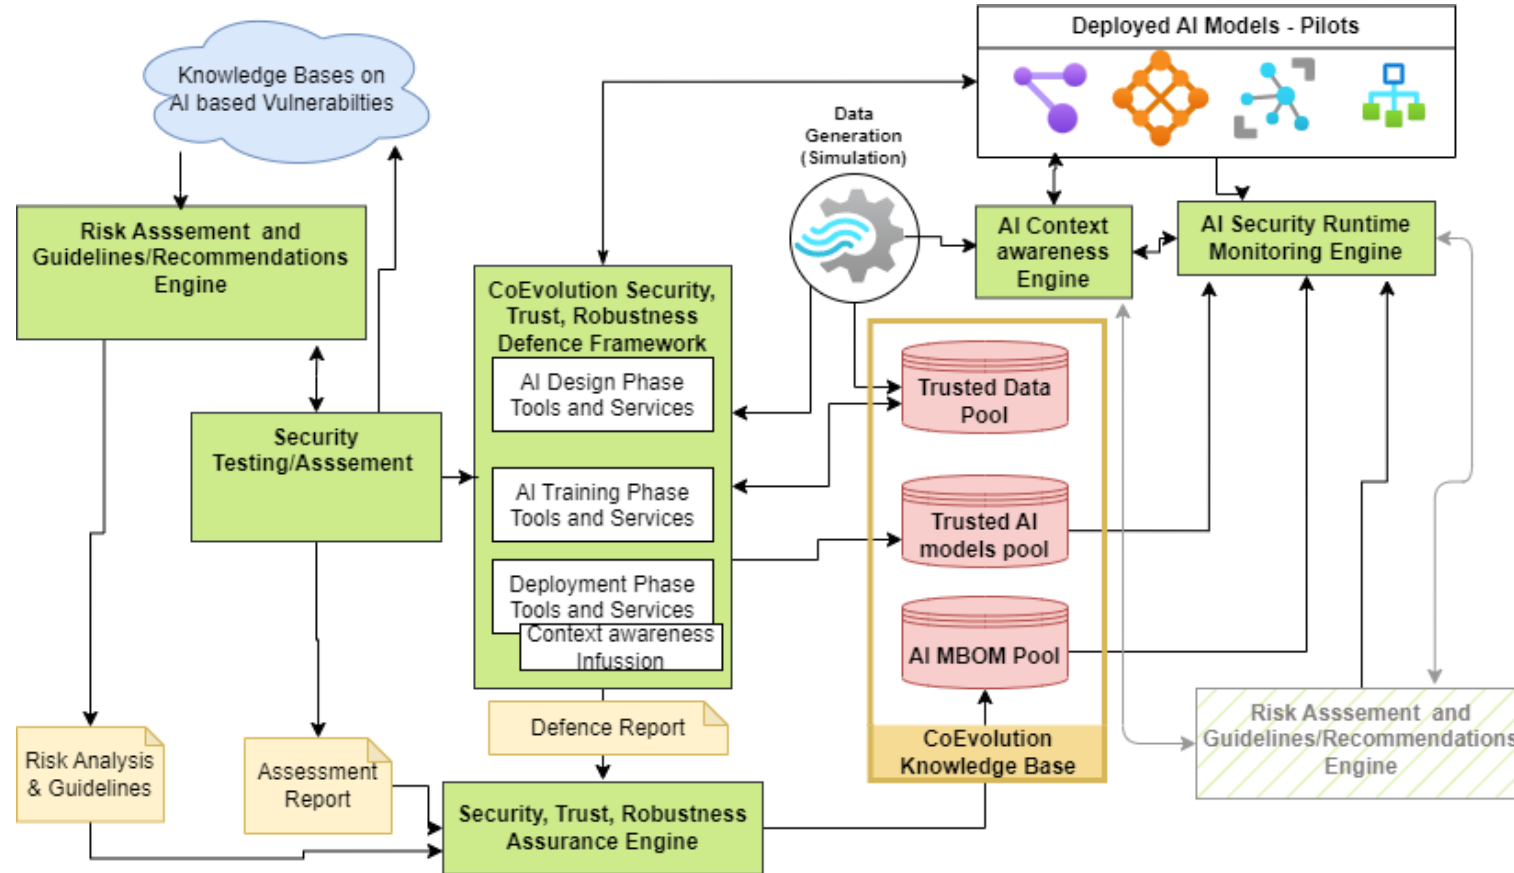 Deployed AI Models - Pilots
Knowledge Bases on
AI based Vulnerabilties
Data
Generation
(Simulation)
Risk Asssement and
Guidelines/Recommendations
Engine
AI Context
awareness
Engine
AI Security Runtime
Monitoring Engine
CoEvolution Security,
Trust, Robustness
Defence Framework
AI Design Phase
Tools and Services
Trusted Data
Pool
Security
Testing/Asssement
AI Training Phase
Tools and Services
Trusted AI
models pool
Deployment Phase
Tools and Services
Context awareness
Infussion
AI MBOM Pool
Risk Asssement and
Guidelines/Recommendations
Engine
Defence Report
CoEvolution
Knowledge Base
Risk Analysis
& Guidelines
Assessment
Report
Security, Trust, Robustness
Assurance Engine